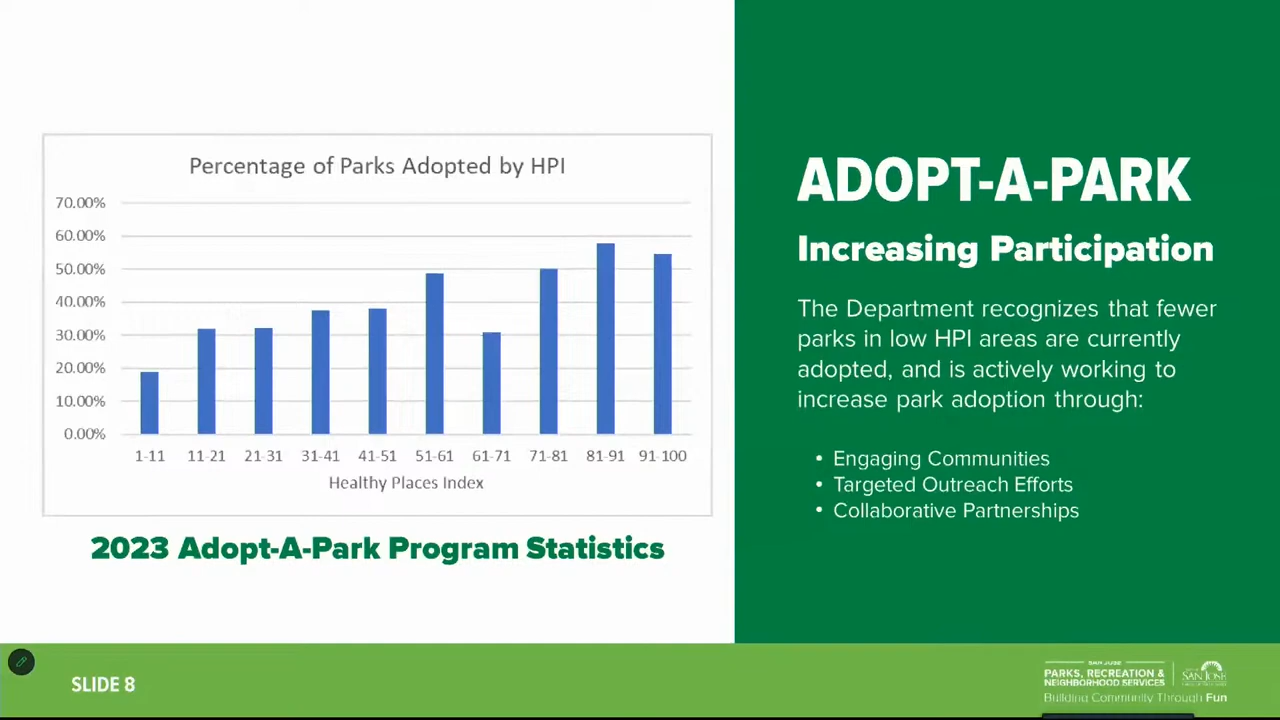 Percentage of Parks Adopted by HPI
70.00%
60.00%
50.00%
40.00%
30.00%
20.00%
10.00%
0.00%
1-11 11-21 21-31 31-41 41-51 51-61 61-71 71-81 81-91 91-100
Healthy Places Index
2023 Adopt-A-Park Program Statistics
ADOPT-A-PARK
Increasing Participation
The Department recognizes that fewer
parks in low HPI areas are currently
adopted, and is actively working to
increase park adoption through:
• Engaging Communities
• Targeted Outreach Efforts
• Collaborative Partnerships
SLIDE 8
SAN JOSE
PARKS, RECREATION &
NEIGHBORHOOD SERVICES
Building Community Through Fun
SAN JOSE